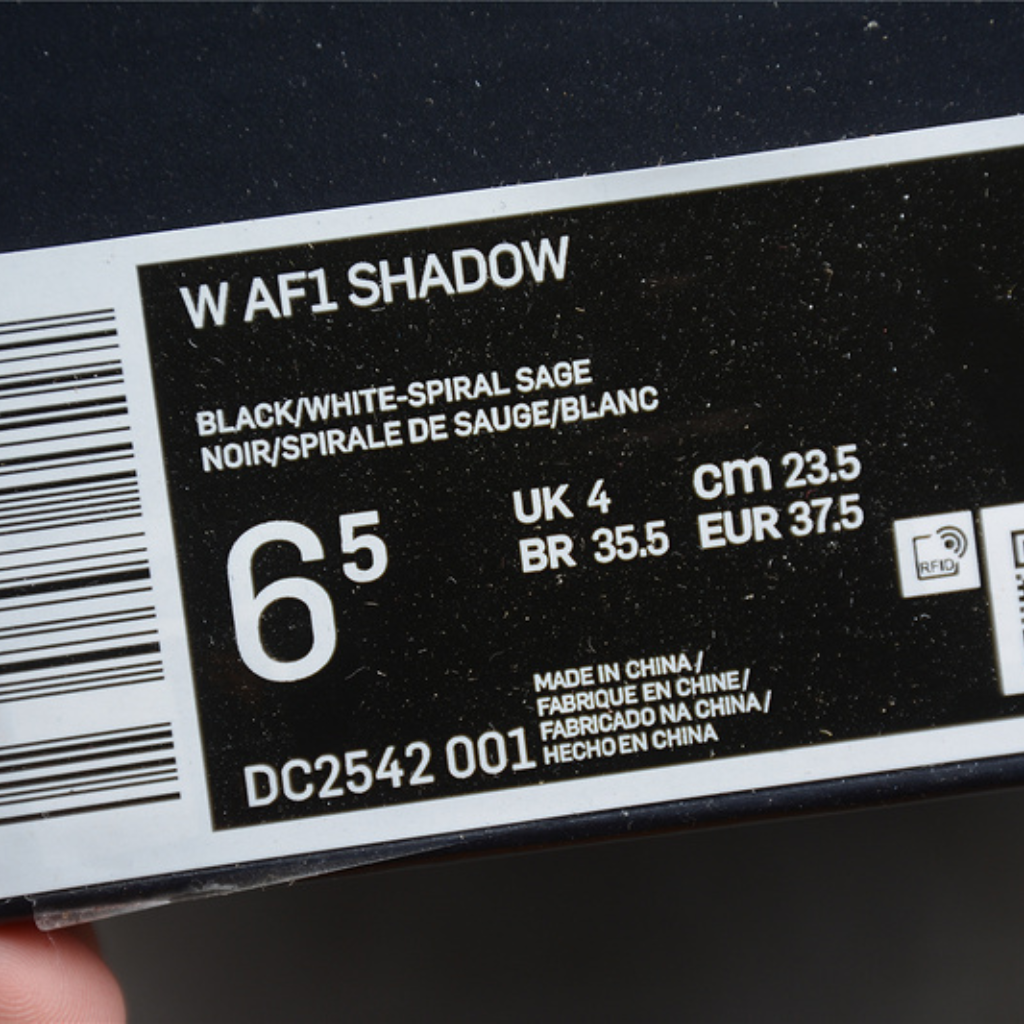 W AF1 SHADOW
BLACK/WHITE-SPIRAL SAGE
NOIR/SPIRALE DE SAUGE/BLANC
6⁵
UK 4 cm 23.5
BR 35.5 EUR 37.5
RFID
MADE IN CHINA /
FABRIQUE EN CHINE/
FABRICADO NA CHINA/
HECHO EN CHINA
DC2542 001